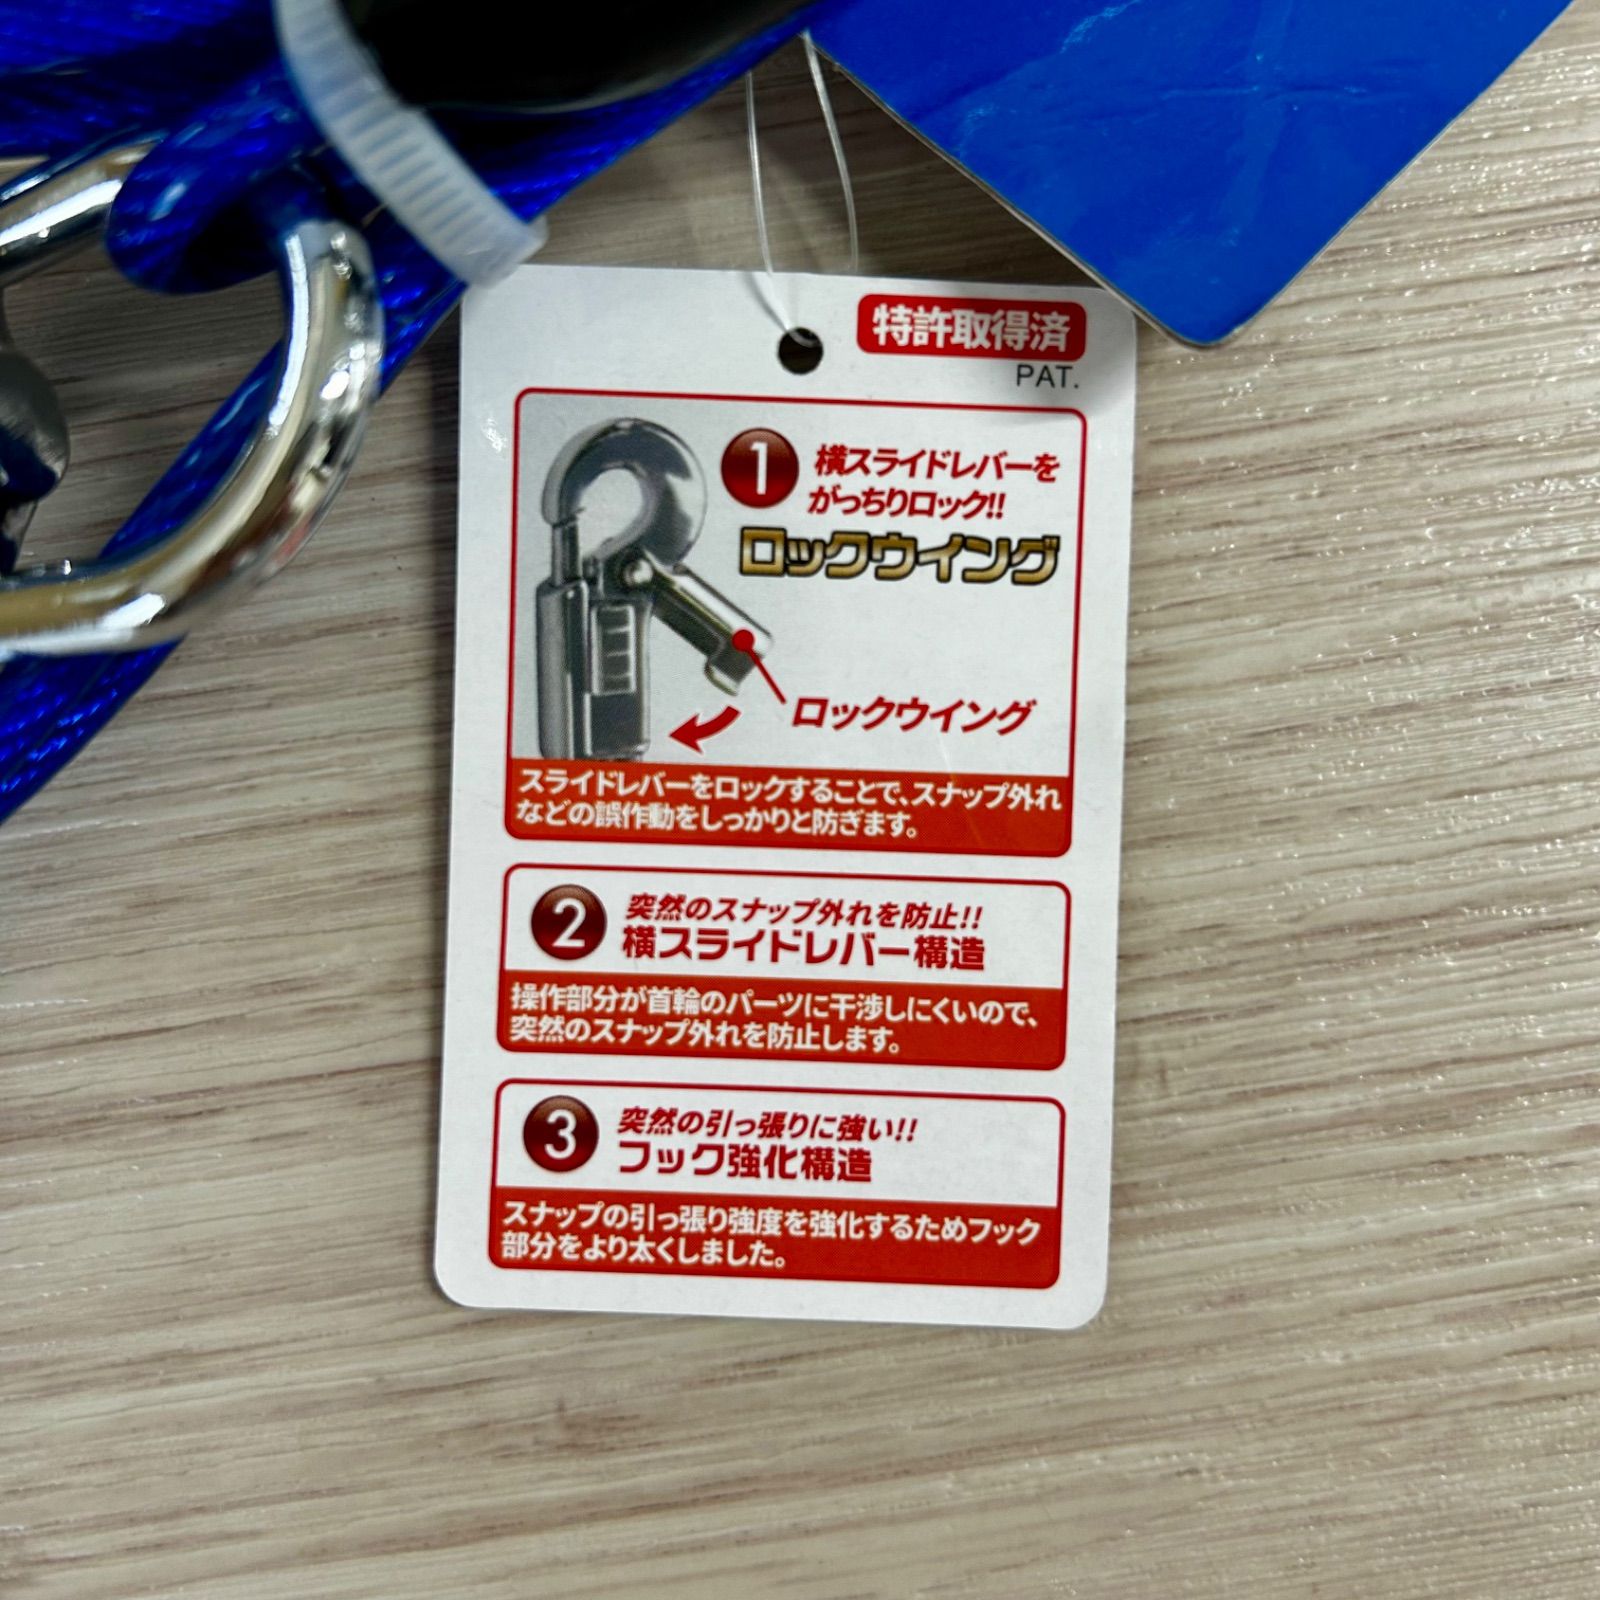 特許取得済
PAT.
1
横スライドレバーを
がっちりロック!!
ロックウイング
ロックウイング
スライドレバーをロックすることで、スナップ外れ
などの誤作動をしっかりと防ぎます。
2
突然のスナップ外れを防止!!
横スライドレバー構造
操作部分が首輪のパーツに干渉しにくいので、
突然のスナップ外れを防止します。
3
突然の引っ張りに強い!!
フック強化構造
スナップの引っ張り強度を強化するためフック
部分をより太くしました。